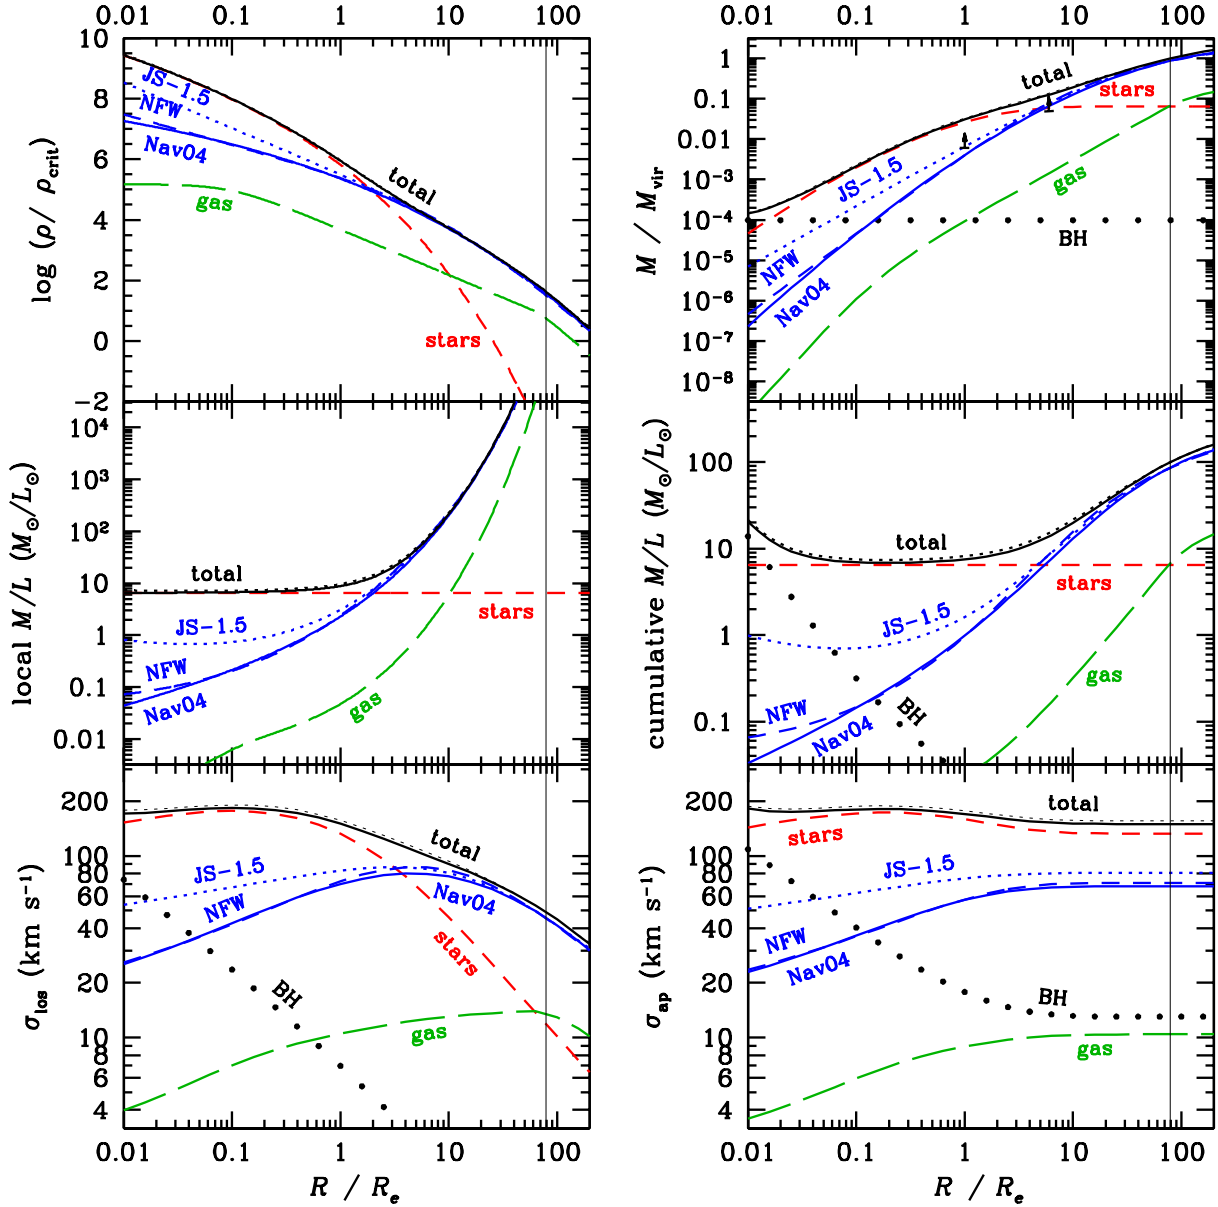 0.01 0.1 1 10 100
0.01 0.1 1 10 100
10
8
6
4
2
0
−2
log (ρ/ ρcrit)
JS−1.5
NFW
Nav04
total
gas
stars
1
0.1
0.01
10⁻³
10⁻⁴
10⁻⁵
10⁻⁶
10⁻⁷
10⁻⁸
M / Mvir
total
stars
JS−1.5
gas
BH
NFW
Nav04
10⁴
10³
10²
10
1
0.1
0.01
local M/L (M⊙/L⊙)
total
stars
JS−1.5
NFW
Nav04
gas
100
10
1
0.1
cumulative M/L (M⊙/L⊙)
total
stars
JS−1.5
gas
NFW
BH
Nav04
200
100
80
60
40
20
10
8
6
4
σlos (km s⁻¹)
total
JS−1.5
NFW
Nav04
stars
BH
gas
0.01 0.1 1 10 100
R / Re
200
100
80
60
40
20
10
8
6
4
σap (km s⁻¹)
total
stars
JS−1.5
NFW
Nav04
BH
gas
0.01 0.1 1 10 100
R / Re